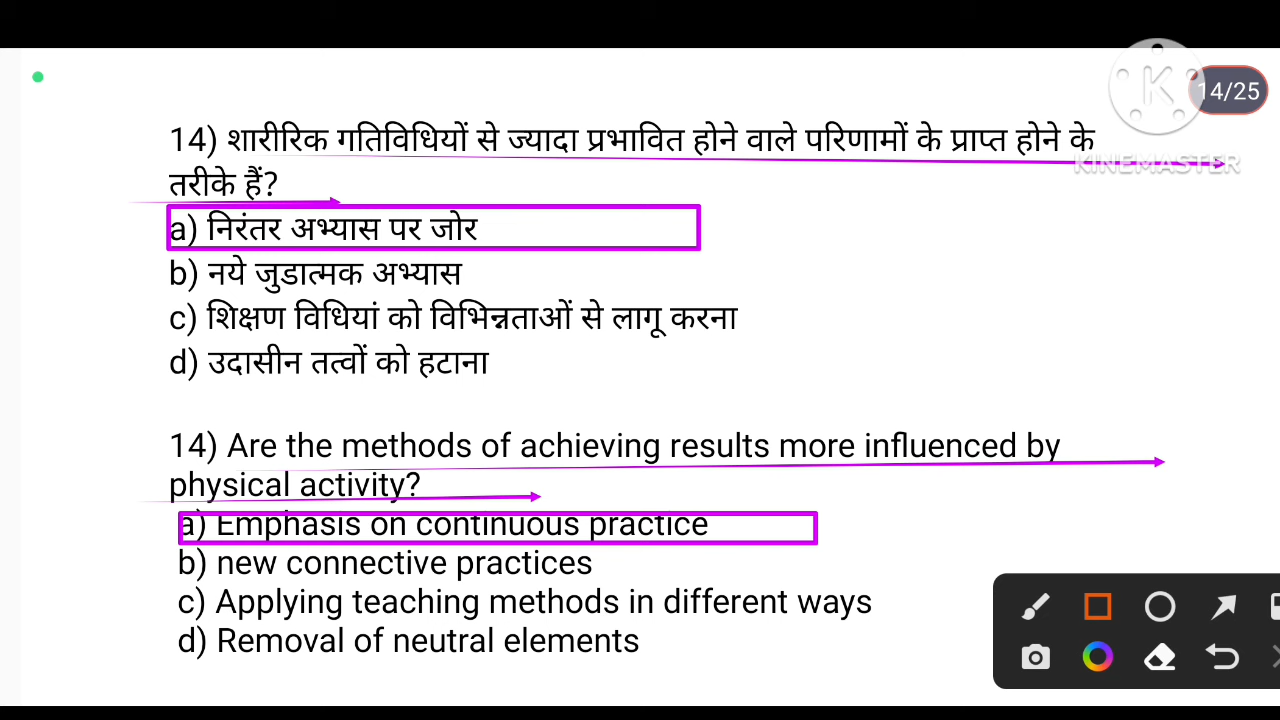 14/25
KINEMASTER
14) शारीरिक गतिविधियों से ज्यादा प्रभावित होने वाले परिणामों के प्राप्त होने के
तरीके हैं?
a) निरंतर अभ्यास पर जोर
b) नये जुडात्मक अभ्यास
c) शिक्षण विधियां को विभिन्नताओं से लागू करना
d) उदासीन तत्वों को हटाना
14) Are the methods of achieving results more influenced by
physical activity?
a) Emphasis on continuous practice
b) new connective practices
c) Applying teaching methods in different ways
d) Removal of neutral elements